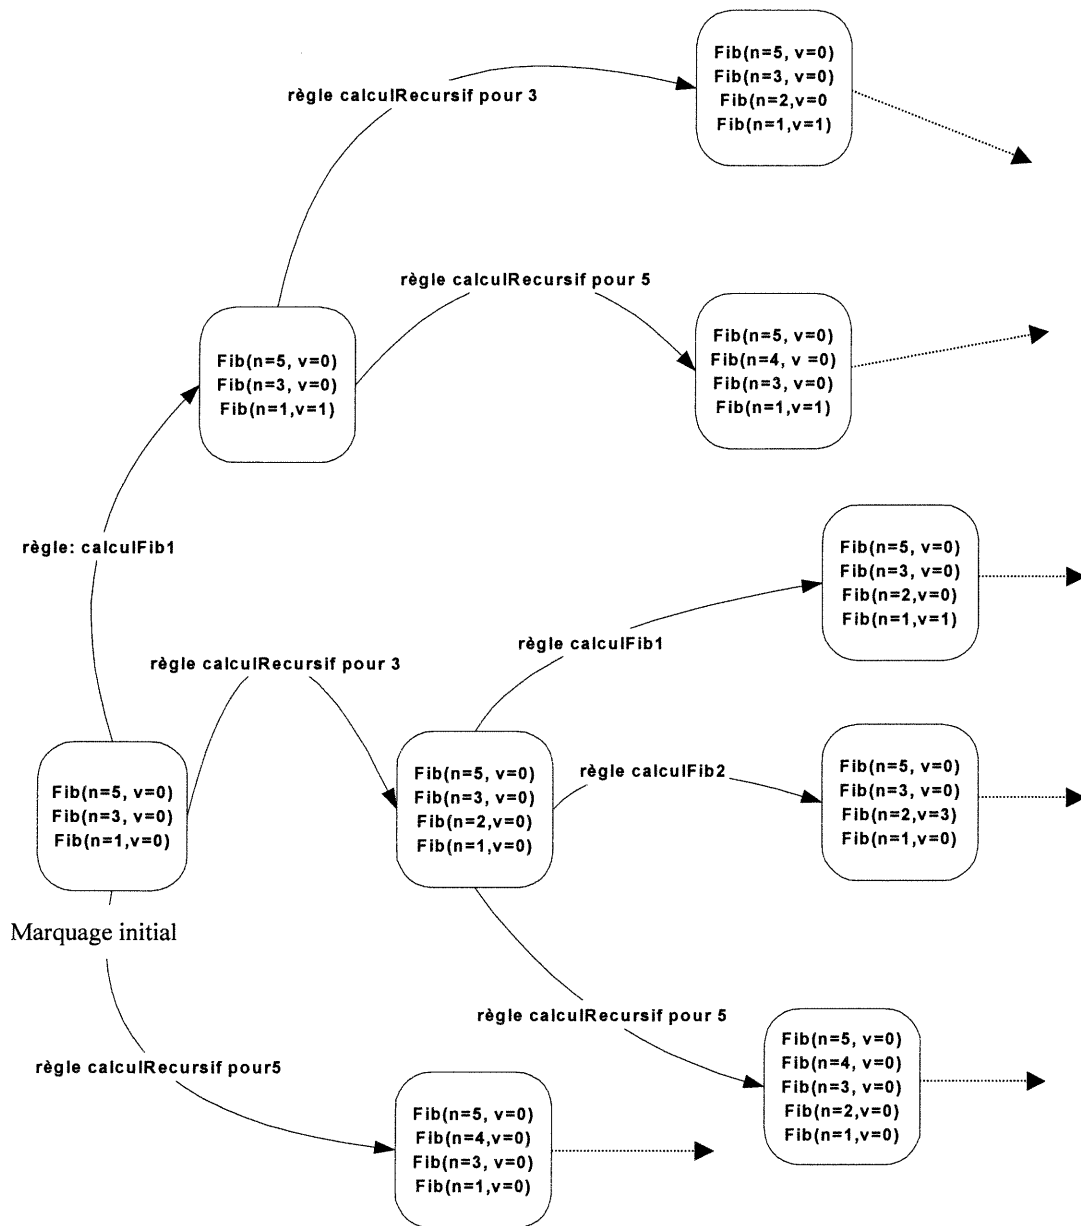 Fib(n=5, v=0)
Fib(n=3, v=0)
Fib(n=2,v=0
Fib(n=1,v=1)
règle calculRecursif pour 3
règle calculRecursif pour 5
Fib(n=5, v=0)
Fib(n=4, v =0)
Fib(n=3, v=0)
Fib(n=1,v=1)
Fib(n=5, v=0)
Fib(n=3, v=0)
Fib(n=1,v=1)
règle: calculFib1
Fib(n=5, v=0)
Fib(n=3, v=0)
Fib(n=2,v=0)
Fib(n=1,v=1)
règle calculFib1
règle calculRecursif pour 3
Fib(n=5, v=0)
Fib(n=3, v=0)
Fib(n=1,v=0)
Marquage initial
Fib(n=5, v=0)
Fib(n=3, v=0)
Fib(n=2,v=0)
Fib(n=1,v=0)
règle calculFib2
Fib(n=5, v=0)
Fib(n=3, v=0)
Fib(n=2,v=3)
Fib(n=1,v=0)
règle calculRecursif pour 5
Fib(n=5, v=0)
Fib(n=4, v=0)
Fib(n=3, v=0)
Fib(n=2,v=0)
Fib(n=1,v=0)
règle calculRecursif pour5
Fib(n=5, v=0)
Fib(n=4,v=0)
Fib(n=3, v=0)
Fib(n=1,v=0)